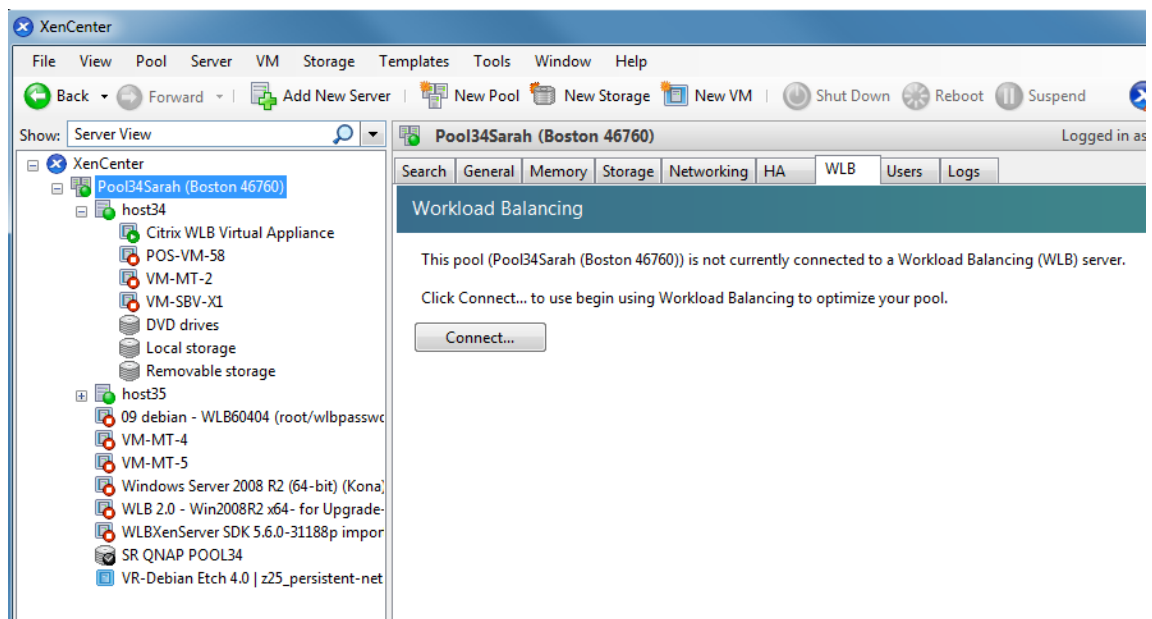 XenCenter
File View Pool Server VM Storage Templates Tools Window Help
Back Forward Add New Server New Pool New Storage New VM Shut Down Reboot Suspend
Show: Server View
Pool34Sarah (Boston 46760) Logged in as
XenCenter
Pool34Sarah (Boston 46760)
host34
Citrix WLB Virtual Appliance
POS-VM-58
VM-MT-2
VM-SBV-X1
DVD drives
Local storage
Removable storage
host35
09 debian - WLB60404 (root/wlbpasswo
VM-MT-4
VM-MT-5
Windows Server 2008 R2 (64-bit) (Kona)
WLB 2.0 - Win2008R2 x64- for Upgrade-
WLBXenServer SDK 5.6.0-31188p impor
SR QNAP POOL34
VR-Debian Etch 4.0 | z25_persistent-net
Search General Memory Storage Networking HA WLB Users Logs
Workload Balancing
This pool (Pool34Sarah (Boston 46760)) is not currently connected to a Workload Balancing (WLB) server.
Click Connect... to use begin using Workload Balancing to optimize your pool.
Connect...